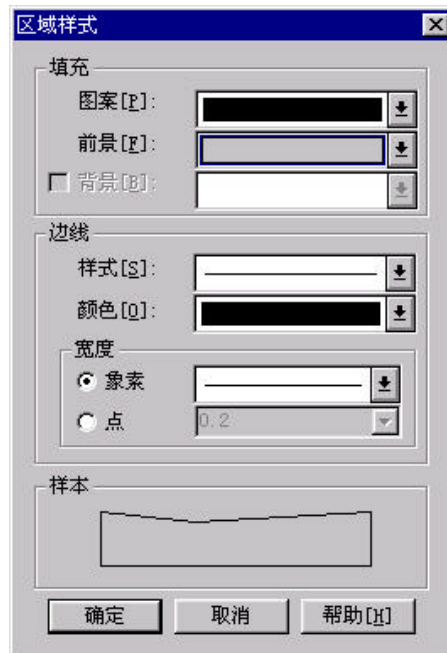 区域样式
填充
图案[P]:
前景[F]:
背景[B]:
边线
样式[S]:
颜色[O]:
宽度
象素
点
0.2
样本
确定
取消
帮助[H]